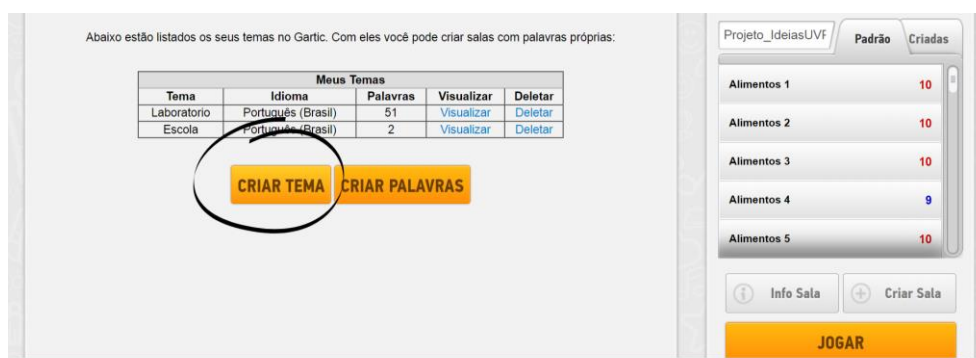 Abaixo estão listados os seus temas no Gartic. Com eles você pode criar salas com palavras próprias:
Meus Temas
Tema Idioma Palavras Visualizar Deletar
Laboratorio Português (Brasil) 51 Visualizar Deletar
Escola Português (Brasil) 2 Visualizar Deletar
CRIAR TEMA CRIAR PALAVRAS
Projeto_IdeiasUVF Padrão Criadas
Alimentos 1 10
Alimentos 2 10
Alimentos 3 10
Alimentos 4 9
Alimentos 5 10
Info Sala Criar Sala
JOGAR